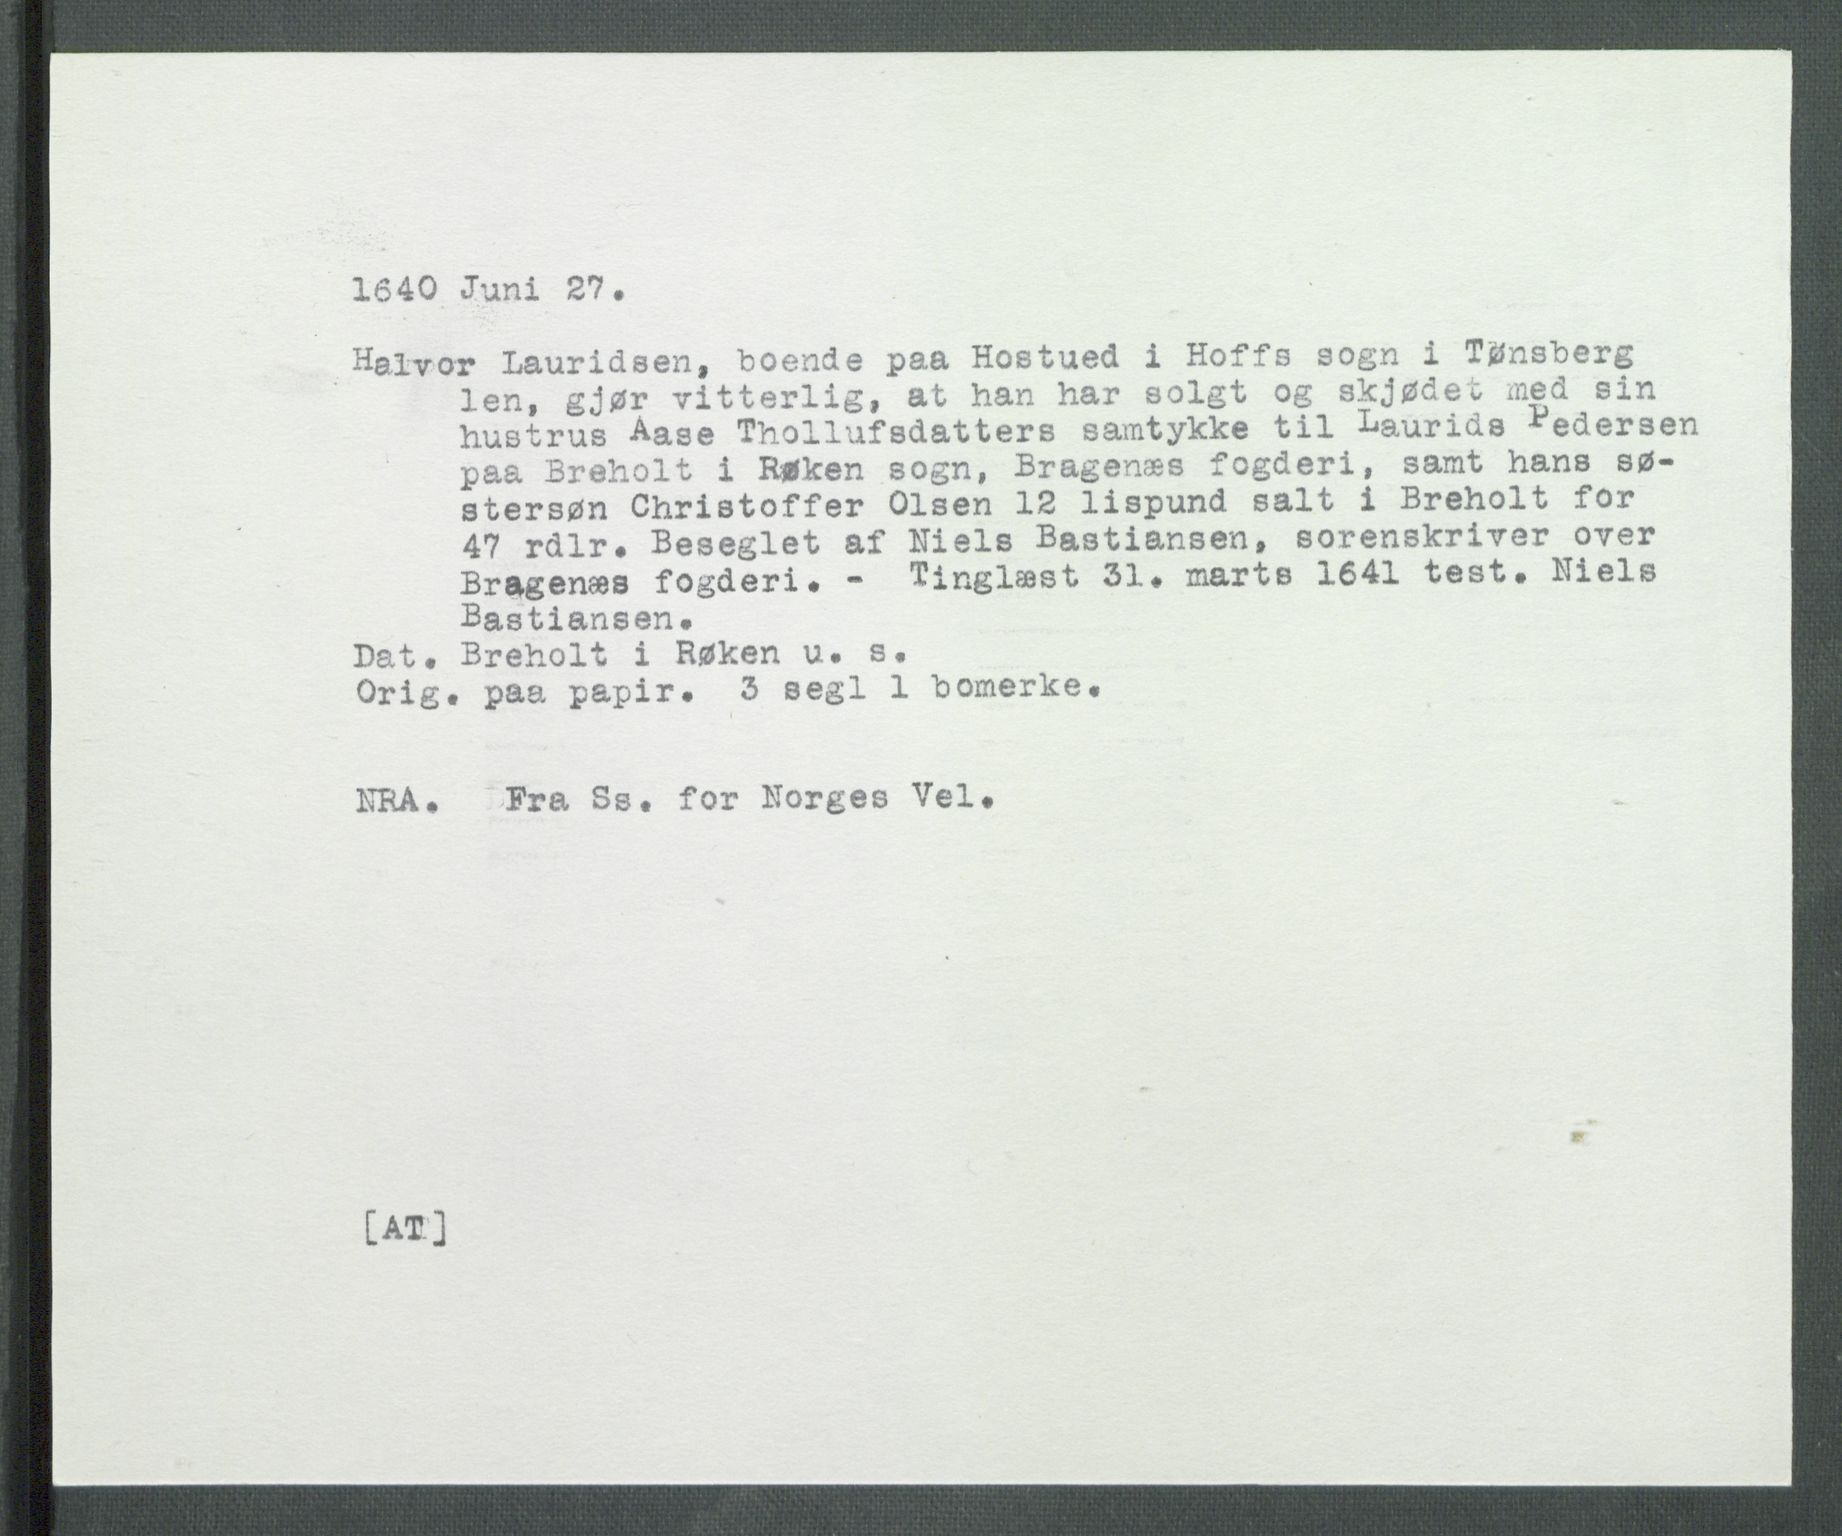 1640 Juni 27.
Halvor Lauridsen, boende paa Hostued i Hoffs sogn i Tønsberg
len, gjør vitterlig, at han har solgt og skjødet med sin
hustrus Aase Thollufsdatters samtykke til Laurids Pedersen
paa Breholt i Røken sogn, Bragenæs fogderi, samt hans sø-
stersøn Christoffer Olsen 12 lispund salt i Breholt for
47 rdlr. Beseglet af Niels Bastiansen, sorenskriver over
Bragenæs fogderi. - Tinglæst 31. marts 1641 test. Niels
Bastiansen.
Dat. Breholt i Røken u. s.
Orig. paa papir. 3 segl 1 bomerke.
NRA. Fra Ss. for Norges Vel.
[AT]